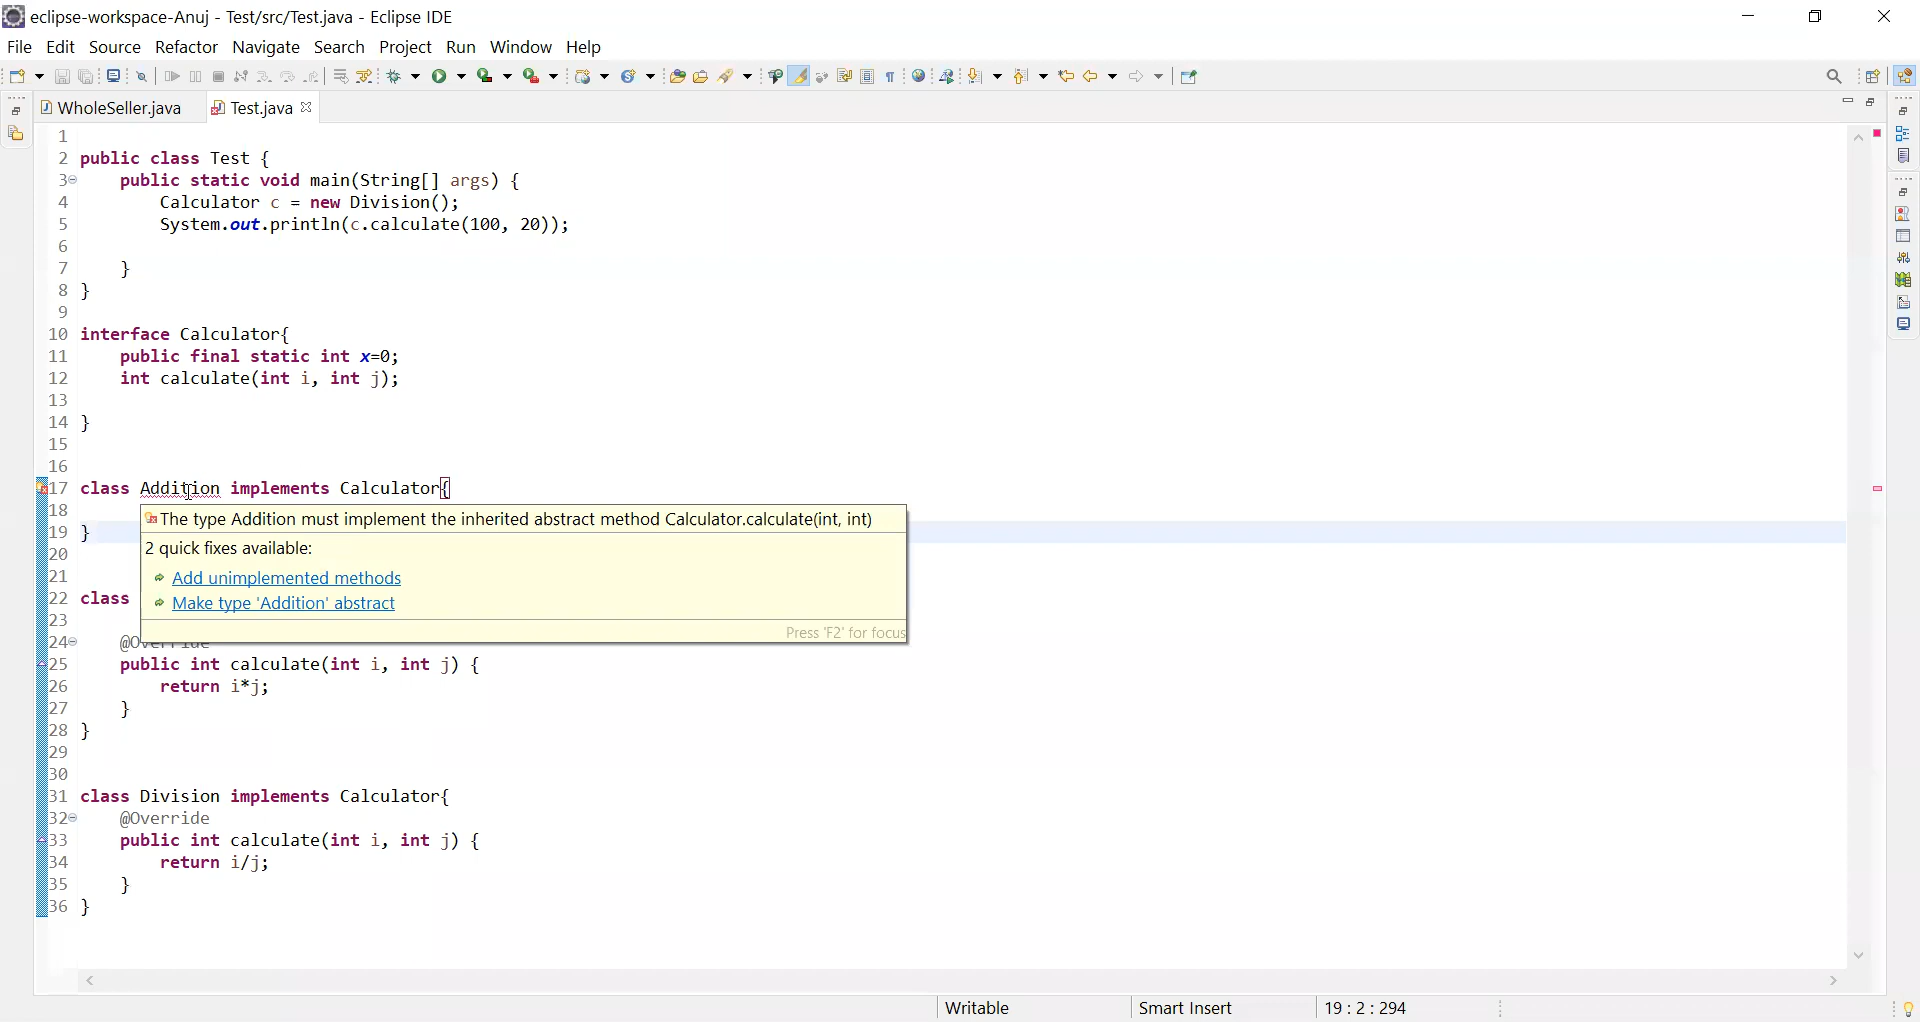 eclipse-workspace-Anuj - Test/src/Test.java - Eclipse IDE
File Edit Source Refactor Navigate Search Project Run Window Help
WholeSeller.java Test.java
1
2 public class Test {
3 public static void main(String[] args) {
4 Calculator c = new Division();
5 System.out.println(c.calculate(100, 20));
6
7 }
8 }
9
10 interface Calculator{
11 public final static int x=0;
12 int calculate(int i, int j);
13
14 }
15
16
17 class Addition implements Calculator{
18
The type Addition must implement the inherited abstract method Calculator.calculate(int, int)
19 }
2 quick fixes available:
20
21
Add unimplemented methods
22 class
Make type 'Addition' abstract
23
Press 'F2' for focus
24 @Override
25 public int calculate(int i, int j) {
26 return i*j;
27 }
28 }
29
30
31 class Division implements Calculator{
32 @Override
33 public int calculate(int i, int j) {
34 return i/j;
35 }
36 }
Writable Smart Insert 19 : 2 : 294